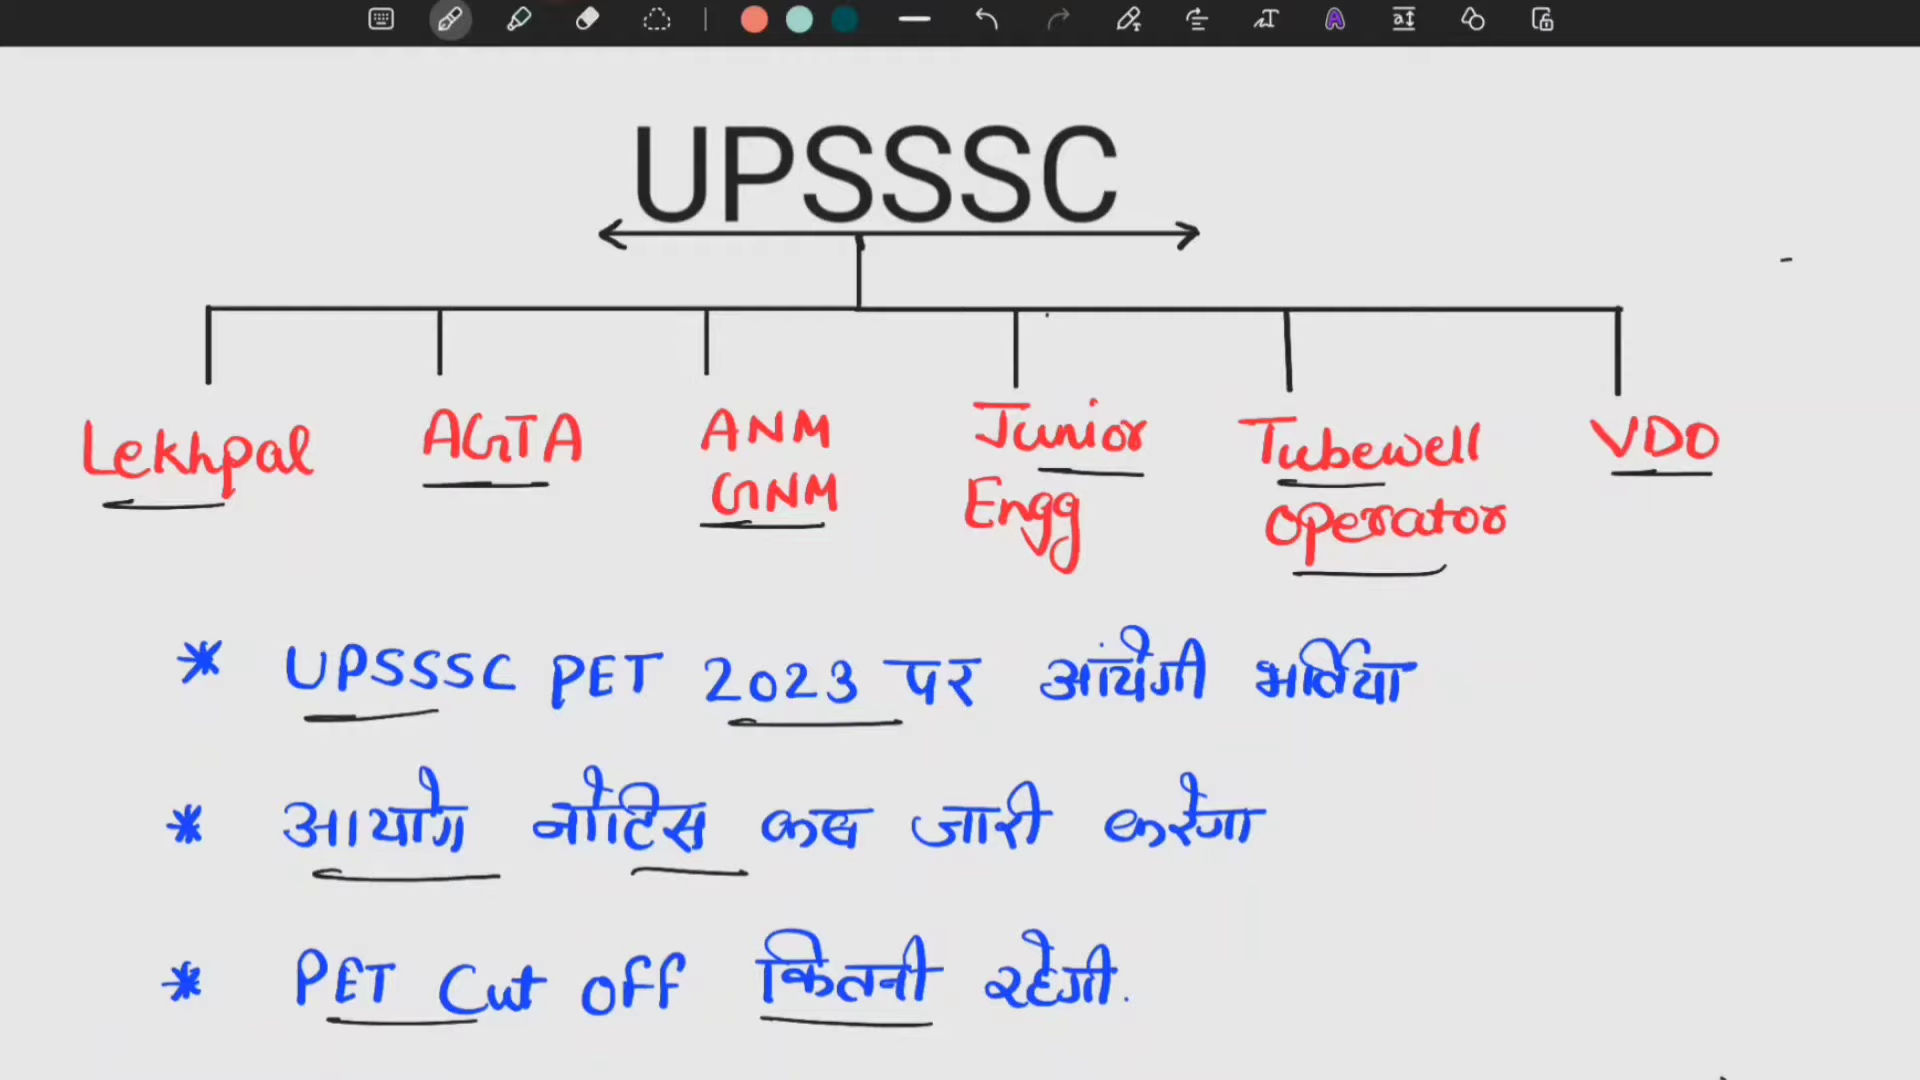 UPSSSC
Lekhpal AGTA ANM GNM Junior Engg Tubewell Operator VDO
* UPSSSC PET 2023 पर आयेगी भर्तिया
* आयोग नोटिस कब जारी करेगा
* PET Cut off कितनी रहेगी.